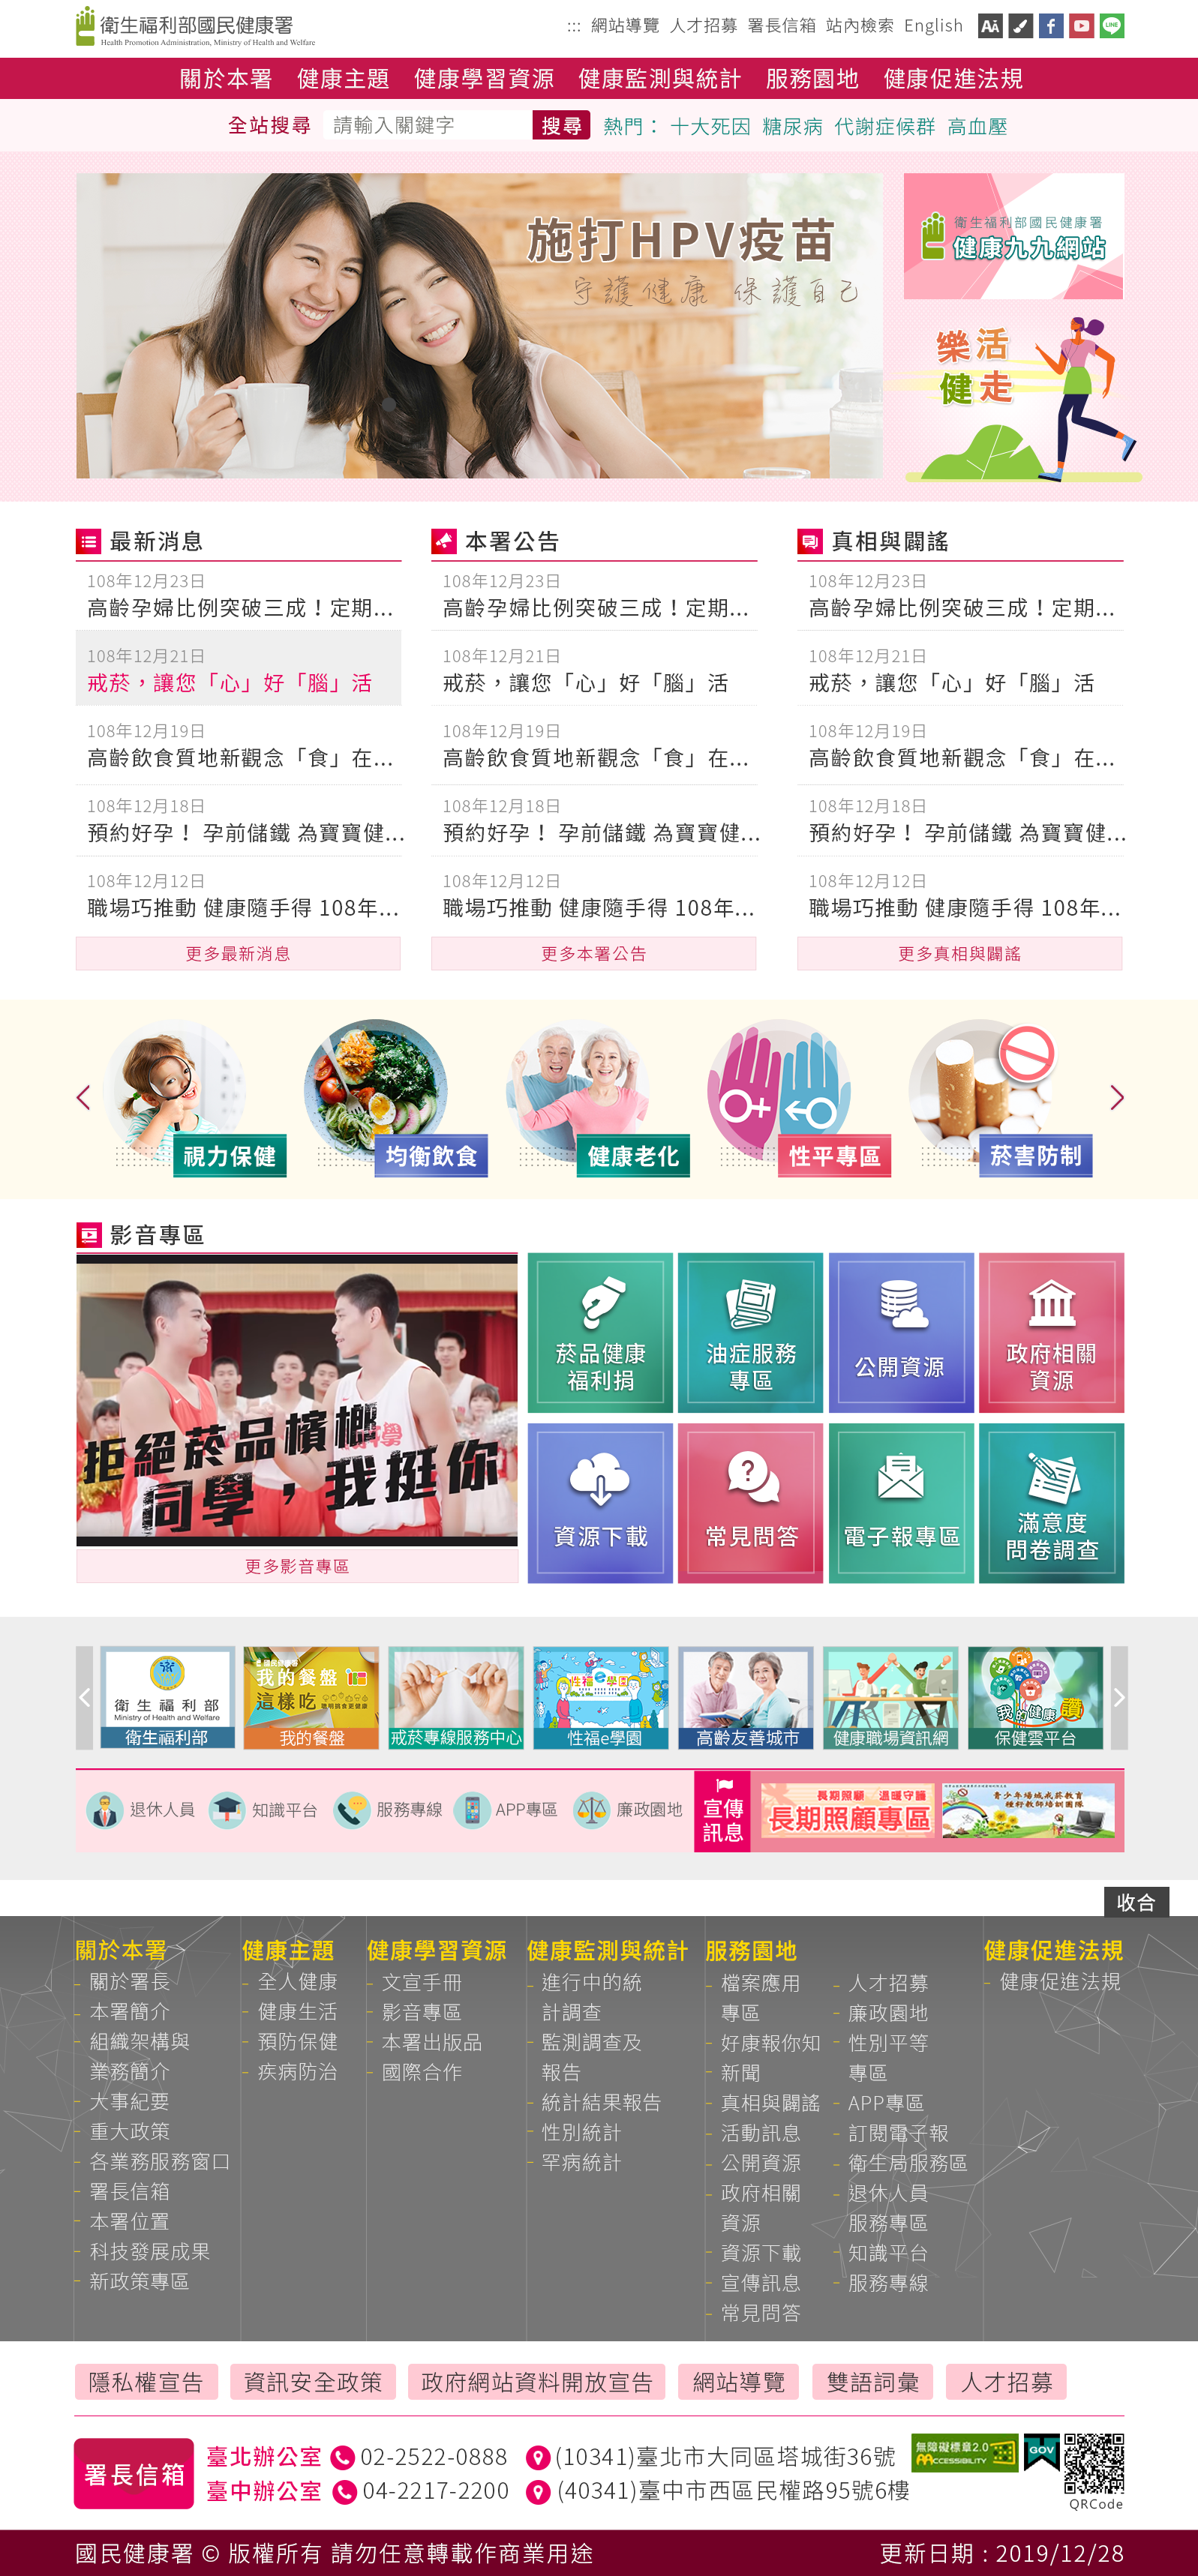 衛生福利部國民健康署
Health Promotion Administration, Ministry of Health and Welfare
::: 網站導覽 人才招募 署長信箱 站內檢索 English
關於本署 健康主題 健康學習資源 健康監測與統計 服務園地 健康促進法規
全站搜尋 請輸入關鍵字 搜尋 熱門： 十大死因 糖尿病 代謝症候群 高血壓
施打HPV疫苗
守護健康 保護自己
衛生福利部國民健康署
健康九九網站
樂活
健走
最新消息
108年12月23日
高齡孕婦比例突破三成！定期...
108年12月21日
戒菸，讓您「心」好「腦」活
108年12月19日
高齡飲食質地新觀念「食」在...
108年12月18日
預約好孕！ 孕前儲鐵 為寶寶健...
108年12月12日
職場巧推動 健康隨手得 108年...
更多最新消息
本署公告
108年12月23日
高齡孕婦比例突破三成！定期...
108年12月21日
戒菸，讓您「心」好「腦」活
108年12月19日
高齡飲食質地新觀念「食」在...
108年12月18日
預約好孕！ 孕前儲鐵 為寶寶健...
108年12月12日
職場巧推動 健康隨手得 108年...
更多本署公告
真相與闢謠
108年12月23日
高齡孕婦比例突破三成！定期...
108年12月21日
戒菸，讓您「心」好「腦」活
108年12月19日
高齡飲食質地新觀念「食」在...
108年12月18日
預約好孕！ 孕前儲鐵 為寶寶健...
108年12月12日
職場巧推動 健康隨手得 108年...
更多真相與闢謠
視力保健
均衡飲食
健康老化
性平專區
菸害防制
影音專區
拒絕菸品檳榔
同學，我挺你
更多影音專區
菸品健康
福利捐
油症服務
專區
公開資源
政府相關
資源
資源下載
常見問答
電子報專區
滿意度
問卷調查
衛生福利部
Ministry of Health and Welfare
衛生福利部
國民健康署
我的餐盤
這樣吃
聰明飲食更健康
我的餐盤
戒菸專線服務中心
性福e學園
性福e學園
高齡友善城市
健康職場資訊網
我的健康讚
保健雲平台
退休人員
知識平台
服務專線
APP專區
廉政園地
宣傳
訊息
長期照顧 溫暖守護
長期照顧專區
青少年場域戒菸教育
種籽教師培訓團隊
收合
關於本署
關於署長
本署簡介
組織架構與
業務簡介
大事紀要
重大政策
各業務服務窗口
署長信箱
本署位置
科技發展成果
新政策專區
健康主題
全人健康
健康生活
預防保健
疾病防治
健康學習資源
文宣手冊
影音專區
本署出版品
國際合作
健康監測與統計
進行中的統
計調查
監測調查及
報告
統計結果報告
性別統計
罕病統計
服務園地
檔案應用
專區
好康報你知
新聞
真相與闢謠
活動訊息
公開資源
政府相關
資源
資源下載
宣傳訊息
常見問答
人才招募
廉政園地
性別平等
專區
APP專區
訂閱電子報
衛生局服務區
退休人員
服務專區
知識平台
服務專線
健康促進法規
健康促進法規
隱私權宣告 資訊安全政策 政府網站資料開放宣告 網站導覽 雙語詞彙 人才招募
署長信箱
臺北辦公室 02-2522-0888 (10341)臺北市大同區塔城街36號
臺中辦公室 04-2217-2200 (40341)臺中市西區民權路95號6樓
無障礙標章2.0
AACCESSIBILITY
GOV
QRCode
國民健康署 © 版權所有 請勿任意轉載作商業用途
更新日期 : 2019/12/28